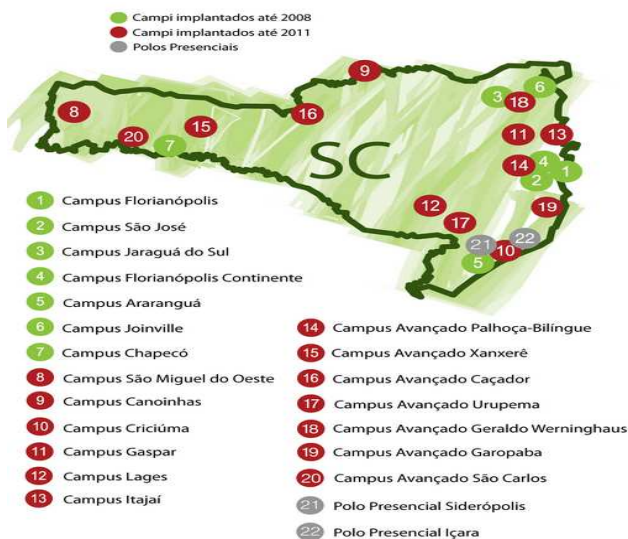 Campi implantados até 2008
Campi implantados até 2011
Polos Presenciais
9
6
3
18
8
16
15
11
13
20
7
SC
14
4
1
2
12
19
17
21
22
10
5
1 Campus Florianópolis
2 Campus São José
3 Campus Jaraguá do Sul
4 Campus Florianópolis Continente
5 Campus Araranguá
6 Campus Joinville
7 Campus Chapecó
8 Campus São Miguel do Oeste
9 Campus Canoinhas
10 Campus Criciúma
11 Campus Gaspar
12 Campus Lages
13 Campus Itajaí
14 Campus Avançado Palhoça-Bilíngue
15 Campus Avançado Xanxerê
16 Campus Avançado Caçador
17 Campus Avançado Urupema
18 Campus Avançado Geraldo Werninghaus
19 Campus Avançado Garopaba
20 Campus Avançado São Carlos
21 Polo Presencial Siderópolis
22 Polo Presencial Içara